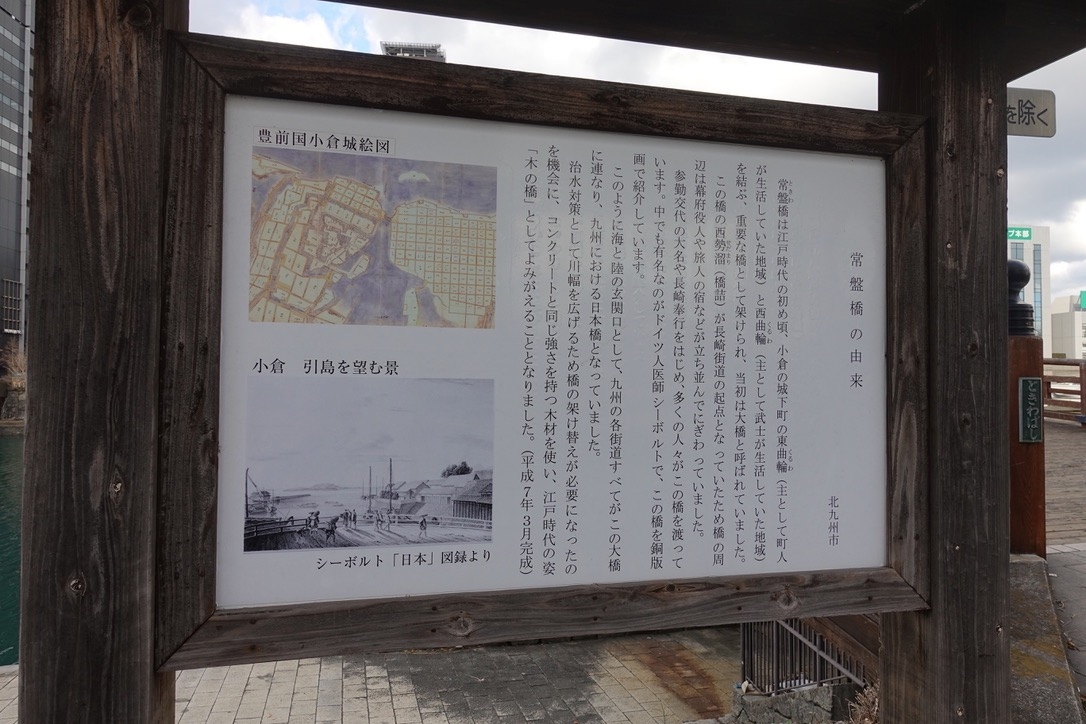 常盤橋の由来
北九州市
常盤橋は江戸時代の初め頃、小倉の城下町の東曲輪（主として町人
が生活していた地域）と西曲輪（主として武士が生活していた地域）
を結ぶ、重要な橋として架けられ、当初は大橋と呼ばれていました。
この橋の西勢溜（橋詰）が長崎街道の起点となっていたため橋の周
辺は幕府役人や旅人の宿などが立ち並んでにぎわっていました。
参勤交代の大名や長崎奉行をはじめ、多くの人々がこの橋を渡って
います。中でも有名なのがドイツ人医師シーボルトで、この橋を銅版
画で紹介しています。
このように海と陸の玄関口として、九州の各街道すべてがこの大橋
に連なり、九州における日本橋となっていました。
治水対策として川幅を広げるため橋の架け替えが必要になったの
を機会に、コンクリートと同じ強さを持つ木材を使い、江戸時代の姿
「木の橋」としてよみがえることとなりました。（平成7年3月完成）
豊前国小倉城絵図
小倉　引島を望む景
シーボルト「日本」図録より
を除く
プ本部
ときわばし